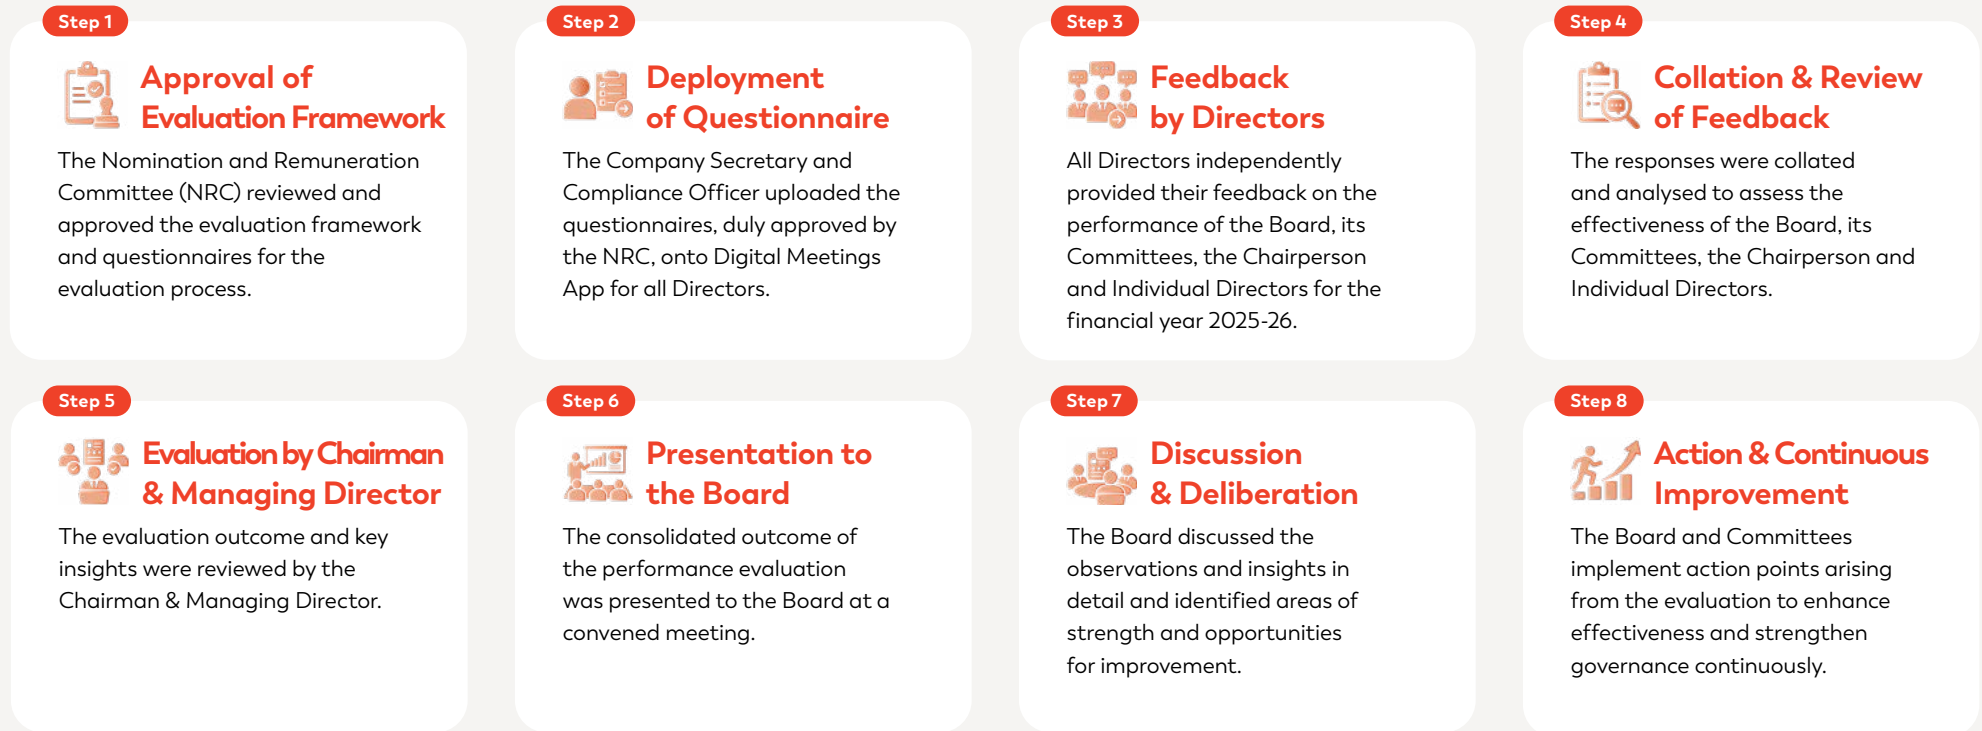 Step 1
Approval of
Evaluation Framework
The Nomination and Remuneration
Committee (NRC) reviewed and
approved the evaluation framework
and questionnaires for the
evaluation process.
Step 2
Deployment
of Questionnaire
The Company Secretary and
Compliance Officer uploaded the
questionnaires, duly approved by
the NRC, onto Digital Meetings
App for all Directors.
Step 3
Feedback
by Directors
All Directors independently
provided their feedback on the
performance of the Board, its
Committees, the Chairperson
and Individual Directors for the
financial year 2025-26.
Step 4
Collation & Review
of Feedback
The responses were collated
and analysed to assess the
effectiveness of the Board, its
Committees, the Chairperson and
Individual Directors.
Step 5
Evaluation by Chairman
& Managing Director
The evaluation outcome and key
insights were reviewed by the
Chairman & Managing Director.
Step 6
Presentation to
the Board
The consolidated outcome of
the performance evaluation
was presented to the Board at a
convened meeting.
Step 7
Discussion
& Deliberation
The Board discussed the
observations and insights in
detail and identified areas of
strength and opportunities
for improvement.
Step 8
Action & Continuous
Improvement
The Board and Committees
implement action points arising
from the evaluation to enhance
effectiveness and strengthen
governance continuously.